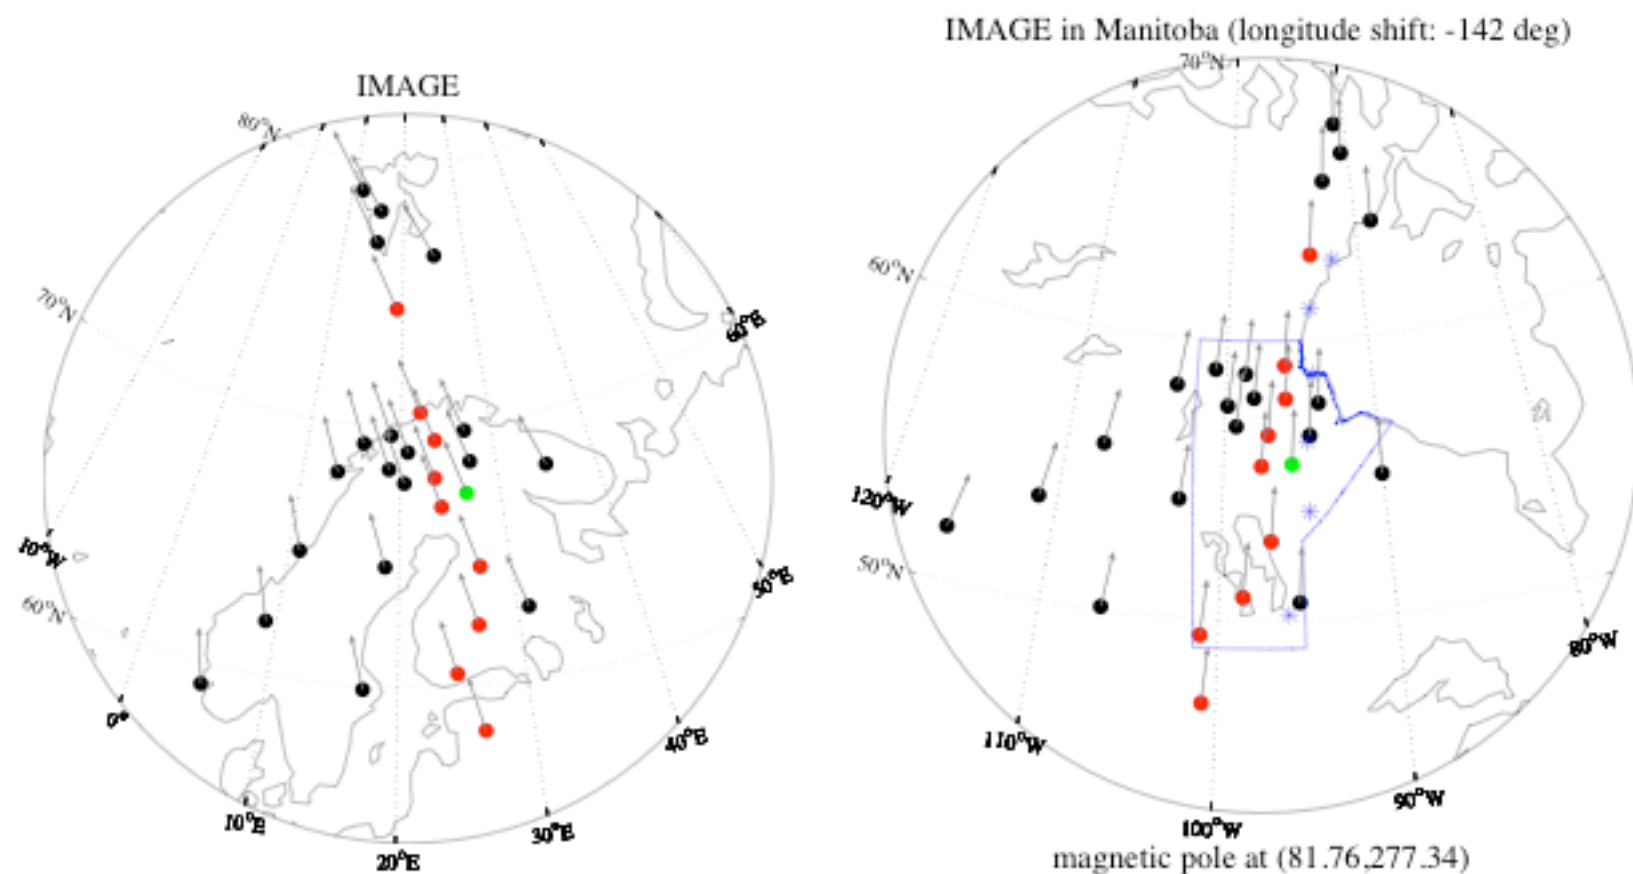 IMAGE
80°N
70°N
60°N
10°W
0°
10°E
20°E
30°E
40°E
50°E
60°E
IMAGE in Manitoba (longitude shift: -142 deg)
70°N
60°N
50°N
120°W
110°W
100°W
90°W
80°W
magnetic pole at (81.76,277.34)